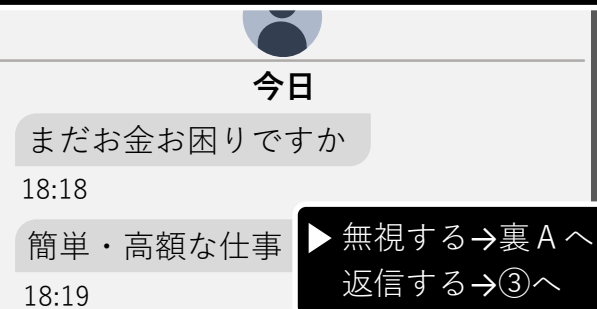 今日
まだお金お困りですか
18:18
簡単・高額な仕事
18:19
▶無視する→裏Aへ
返信する→③へ